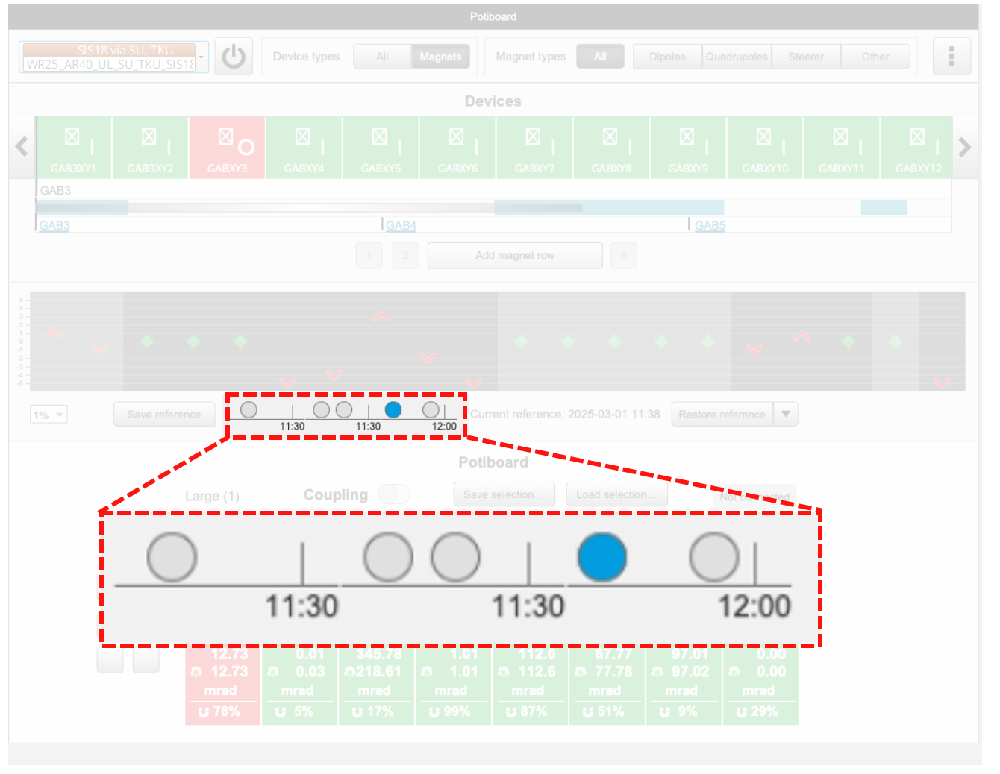 Potiboard
SIS18 via SU, TKU
WR25_AR40_UL_SU_TKU_SIS18
Device types All Magnets Magnet types All Dipoles Quadrupoles Steerer Other
Devices
GAB3XY1 GAB3XY2 GABXY3 GABXY4 GABXY5 GABXY6 GABXY7 GABXY8 GABXY9 GABXY10 GABXY11 GABXY12
GAB3
GAB3 GAB4 GAB5
1 2 Add magnet row 8
5
4
3
2
1
0
-1
-2
-3
-4
-5
1% Save reference 11:30 11:30 12:00 Current reference: 2025-03-01 11:38 Restore reference
Potiboard
Large (1) Coupling Save selection... Load selection... Not connected
11:30 11:30 12:00
12.73 0.01 345.78 1.01 112.6 67.77 97.01 0.00
12.73 0.03 218.61 1.01 112.6 77.78 97.02 0.00
mrad mrad mrad mrad mrad mrad mrad mrad
78% 5% 17% 99% 87% 51% 9% 29%